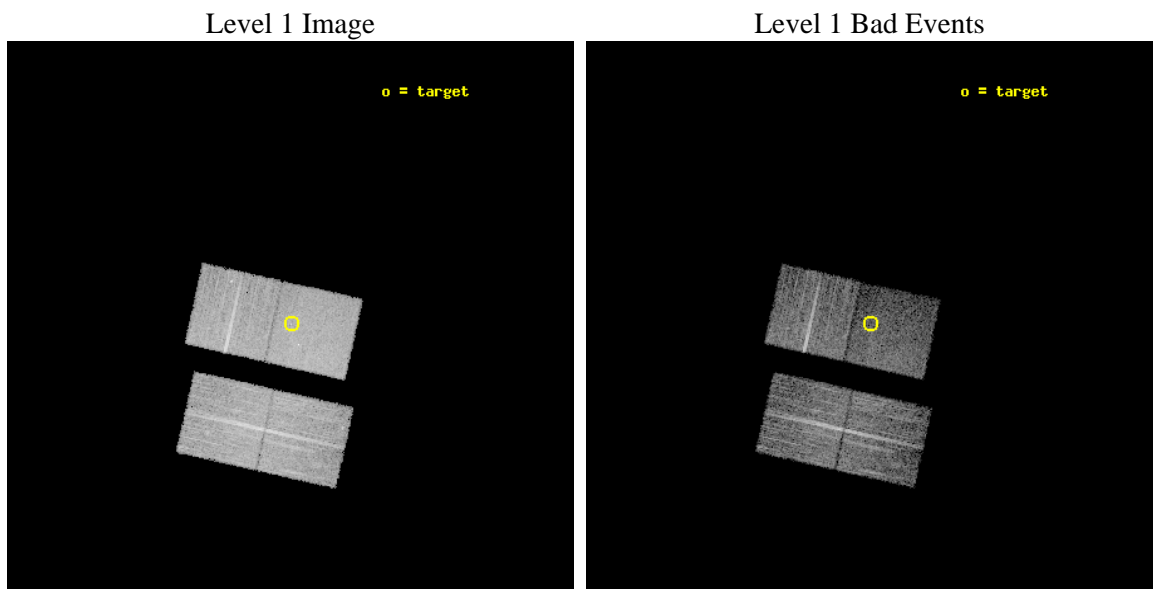 Level 1 Image
Level 1 Bad Events
o = target
o = target